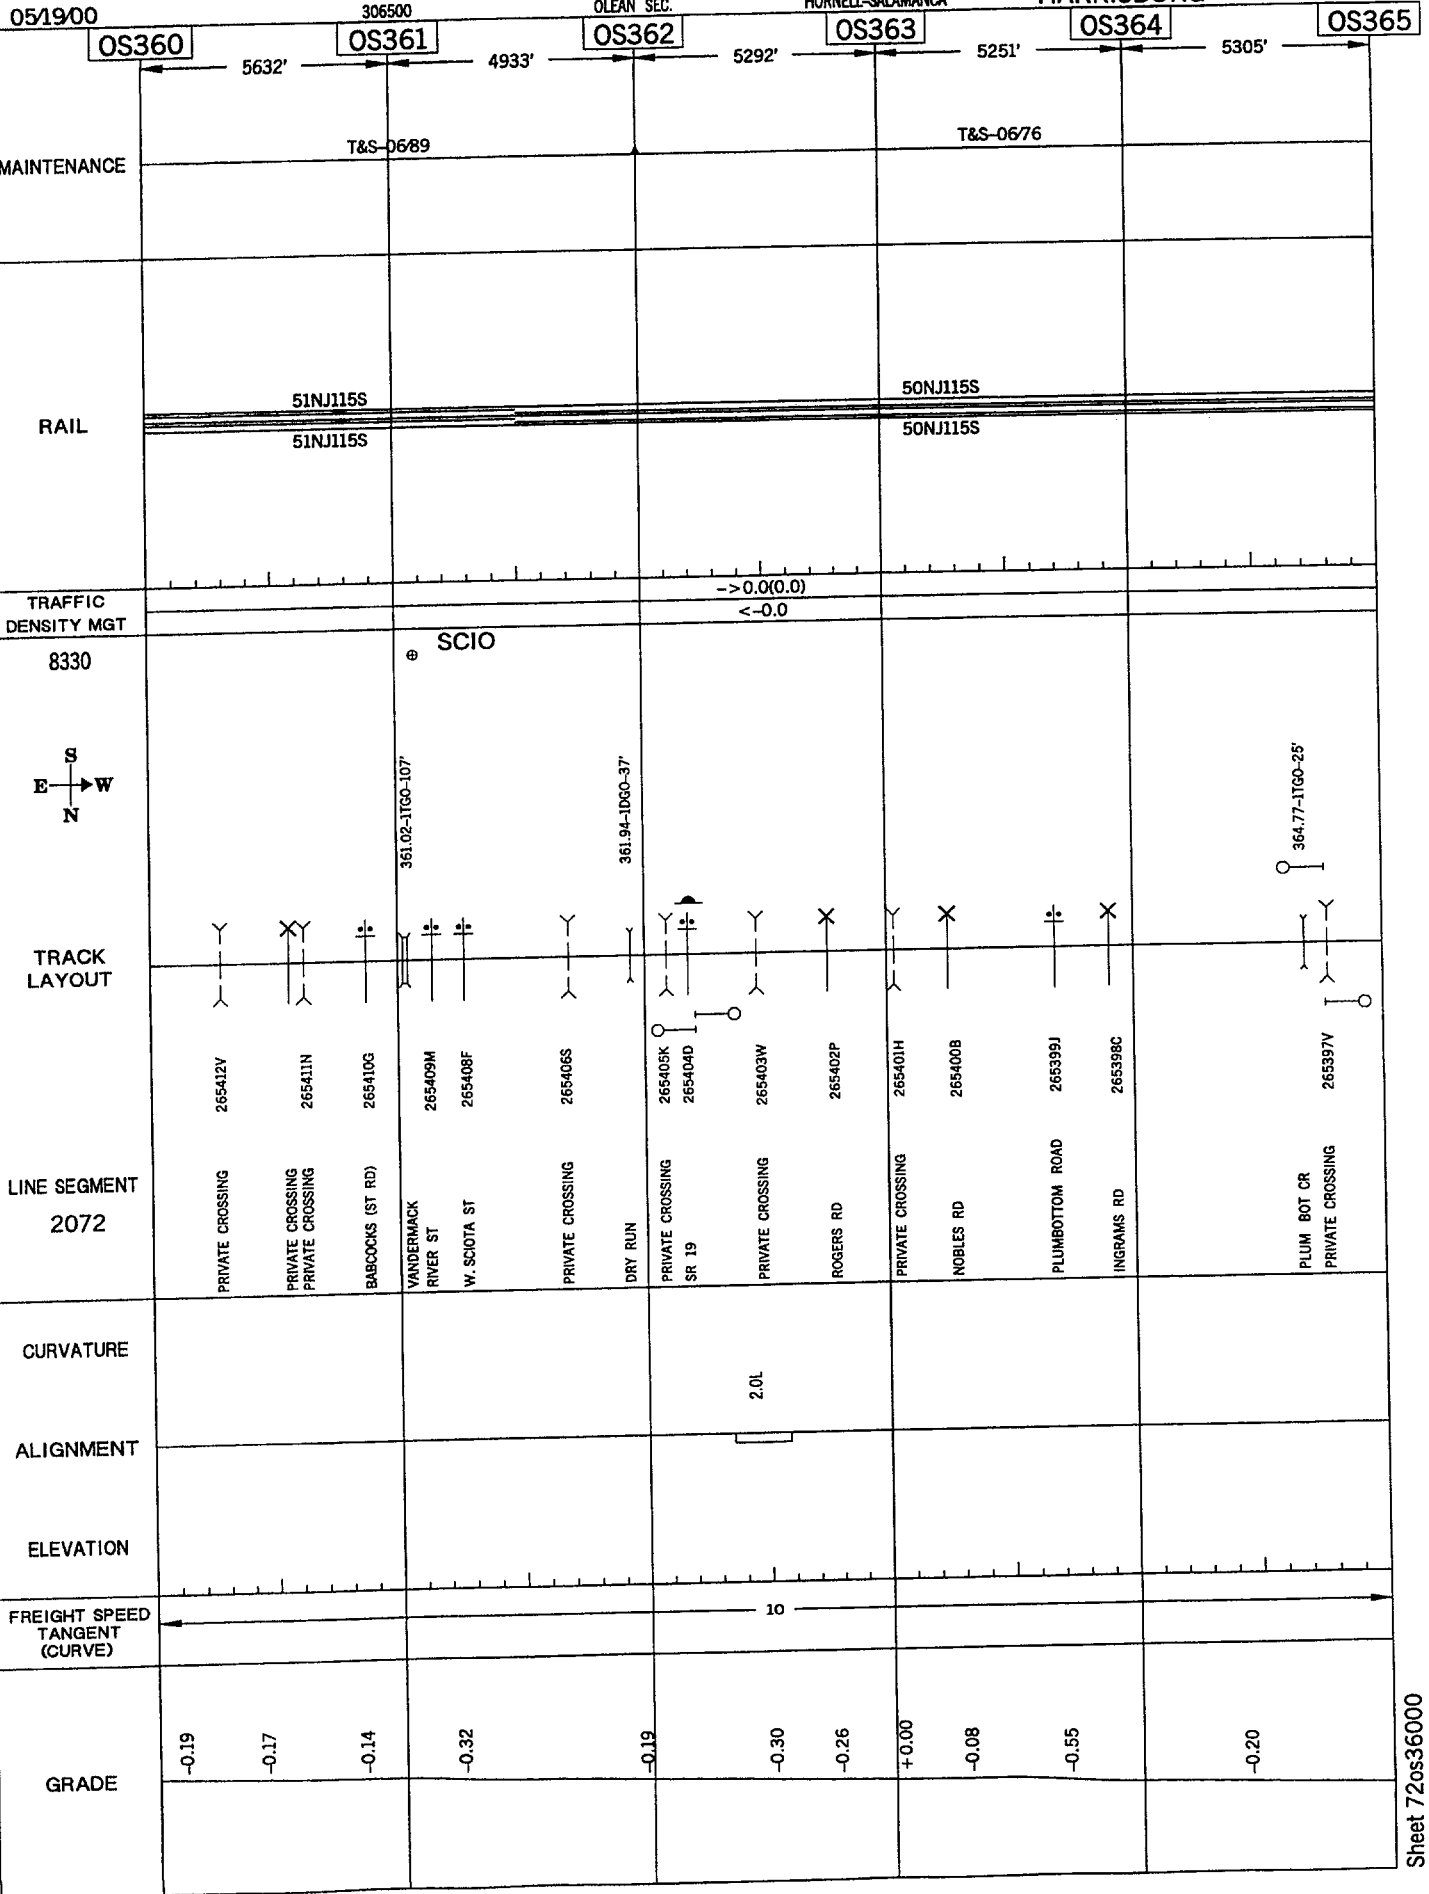 05/19/00
306500
OLEAN SEC.
HORNELL-SALAMANCA
OS360
OS361
OS362
OS363
OS364
OS365
5632'
4933'
5292'
5251'
5305'
MAINTENANCE
T&S-06/89
T&S-06/76
RAIL
51NJ115S
50NJ115S
51NJ115S
50NJ115S
TRAFFIC
DENSITY MGT
->0.0(0.0)
<-0.0
8330
SCIO
S
E
W
N
361.02-1TGO-107'
361.94-1DGO-37'
364.77-1TGO-25'
TRACK
LAYOUT
265412V
265411N
265410G
265409M
265408F
265406S
265405K
265404D
265403W
265402P
265401H
265400B
265399J
265398C
265397V
LINE SEGMENT
2072
PRIVATE CROSSING
PRIVATE CROSSING
PRIVATE CROSSING
BABCOCKS (ST RD)
VANDERMACK
RIVER ST
W. SCIOTA ST
PRIVATE CROSSING
DRY RUN
PRIVATE CROSSING
SR 19
PRIVATE CROSSING
ROGERS RD
PRIVATE CROSSING
NOBLES RD
PLUMBOTTOM ROAD
INGRAMS RD
PLUM BOT CR
PRIVATE CROSSING
CURVATURE
2.0L
ALIGNMENT
ELEVATION
FREIGHT SPEED
TANGENT
(CURVE)
10
GRADE
-0.19
-0.17
-0.14
-0.32
-0.19
-0.30
-0.26
+0.00
-0.08
-0.55
-0.20
Sheet 72os36000